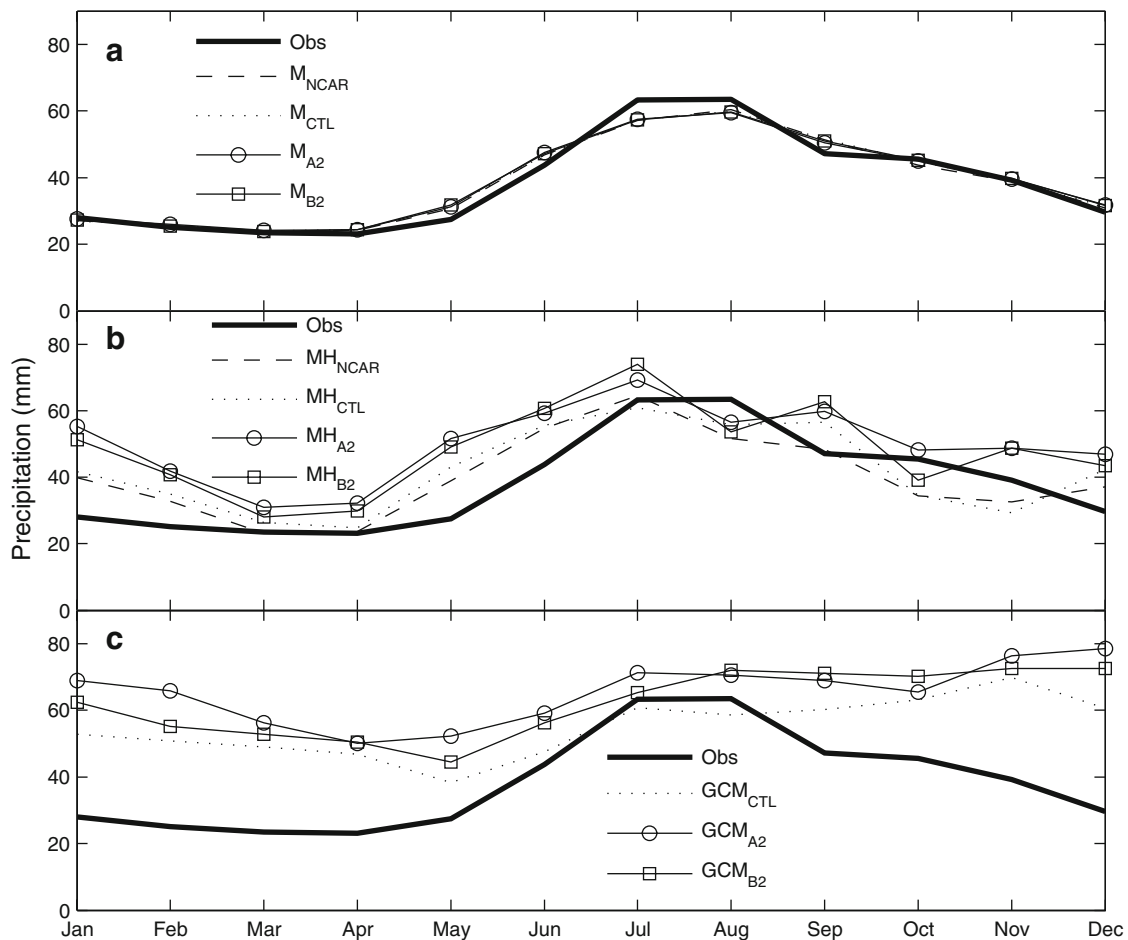 a
80
60
40
20
0
Obs
M_NCAR
M_CTL
M_A2
M_B2
b
80
60
40
20
0
Obs
MH_NCAR
MH_CTL
MH_A2
MH_B2
Precipitation (mm)
c
80
60
40
20
0
Obs
GCM_CTL
GCM_A2
GCM_B2
Jan Feb Mar Apr May Jun Jul Aug Sep Oct Nov Dec